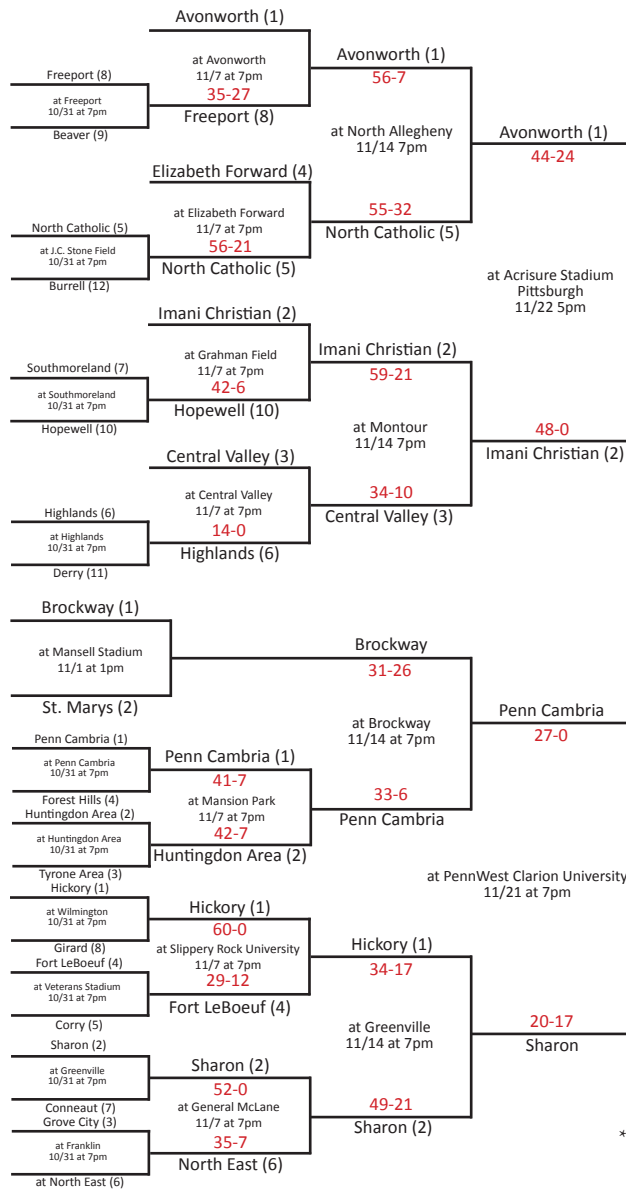 Avonworth (1)
Freeport (8)
at Freeport
10/31 at 7pm
Beaver (9)
at Avonworth
11/7 at 7pm
35-27
Freeport (8)
Avonworth (1)
56-7
at North Allegheny
11/14 7pm
Avonworth (1)
44-24
Elizabeth Forward (4)
North Catholic (5)
at J.C. Stone Field
10/31 at 7pm
Burrell (12)
at Elizabeth Forward
11/7 at 7pm
56-21
North Catholic (5)
55-32
North Catholic (5)
at Acrisure Stadium
Pittsburgh
11/22 5pm
Imani Christian (2)
Southmoreland (7)
at Southmoreland
10/31 at 7pm
Hopewell (10)
at Grahman Field
11/7 at 7pm
42-6
Hopewell (10)
Imani Christian (2)
59-21
at Montour
11/14 7pm
48-0
Imani Christian (2)
Central Valley (3)
Highlands (6)
at Highlands
10/31 at 7pm
Derry (11)
at Central Valley
11/7 at 7pm
14-0
Highlands (6)
34-10
Central Valley (3)
Brockway (1)
at Mansell Stadium
11/1 at 1pm
St. Marys (2)
Brockway
31-26
at Brockway
11/14 at 7pm
Penn Cambria
27-0
Penn Cambria (1)
at Penn Cambria
10/31 at 7pm
Forest Hills (4)
Huntingdon Area (2)
at Huntingdon Area
10/31 at 7pm
Tyrone Area (3)
Penn Cambria (1)
41-7
at Mansion Park
11/7 at 7pm
42-7
Huntingdon Area (2)
33-6
Penn Cambria
at PennWest Clarion University
11/21 at 7pm
Hickory (1)
at Wilmington
10/31 at 7pm
Girard (8)
Fort LeBoeuf (4)
at Veterans Stadium
10/31 at 7pm
Corry (5)
Hickory (1)
60-0
at Slippery Rock University
11/7 at 7pm
29-12
Fort LeBoeuf (4)
Hickory (1)
34-17
at Greenville
11/14 at 7pm
20-17
Sharon
Sharon (2)
at Greenville
10/31 at 7pm
Conneaut (7)
Grove City (3)
at Franklin
10/31 at 7pm
at North East (6)
Sharon (2)
52-0
at General McLane
11/7 at 7pm
35-7
North East (6)
49-21
Sharon (2)
*